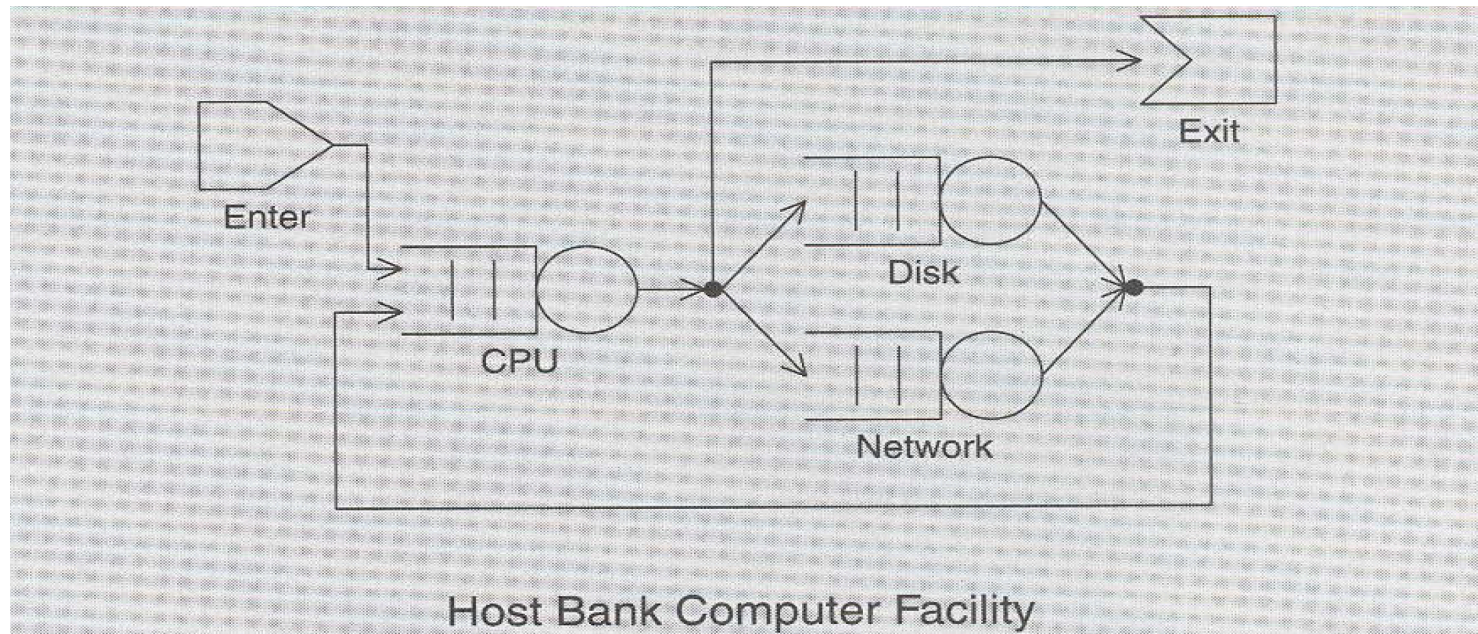 Exit
Enter
Disk
CPU
Network
Host Bank Computer Facility